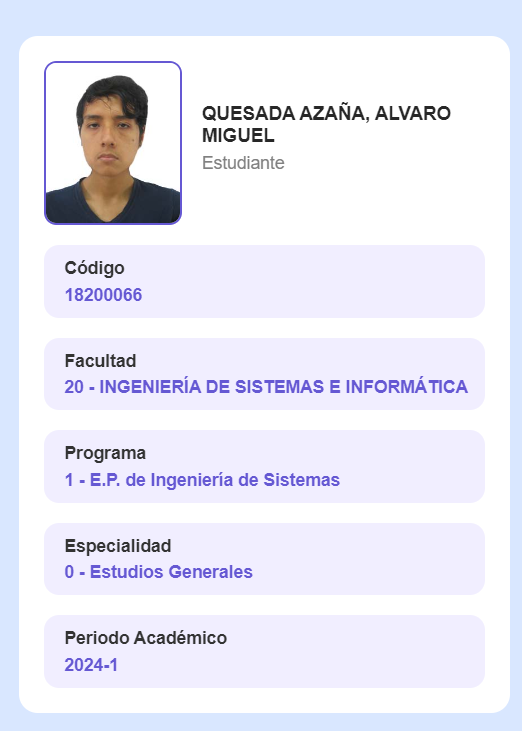 QUESADA AZAÑA, ALVARO
MIGUEL
Estudiante
Código
18200066
Facultad
20 - INGENIERÍA DE SISTEMAS E INFORMÁTICA
Programa
1 - E.P. de Ingeniería de Sistemas
Especialidad
0 - Estudios Generales
Periodo Académico
2024-1